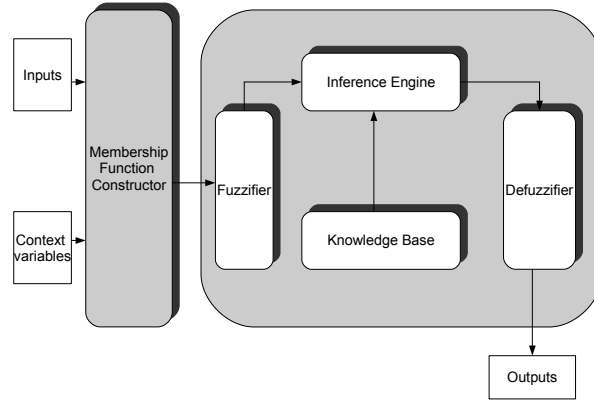 Inputs
Context
variables
Membership
Function
Constructor
Fuzzifier
Inference Engine
Knowledge Base
Defuzzifier
Outputs